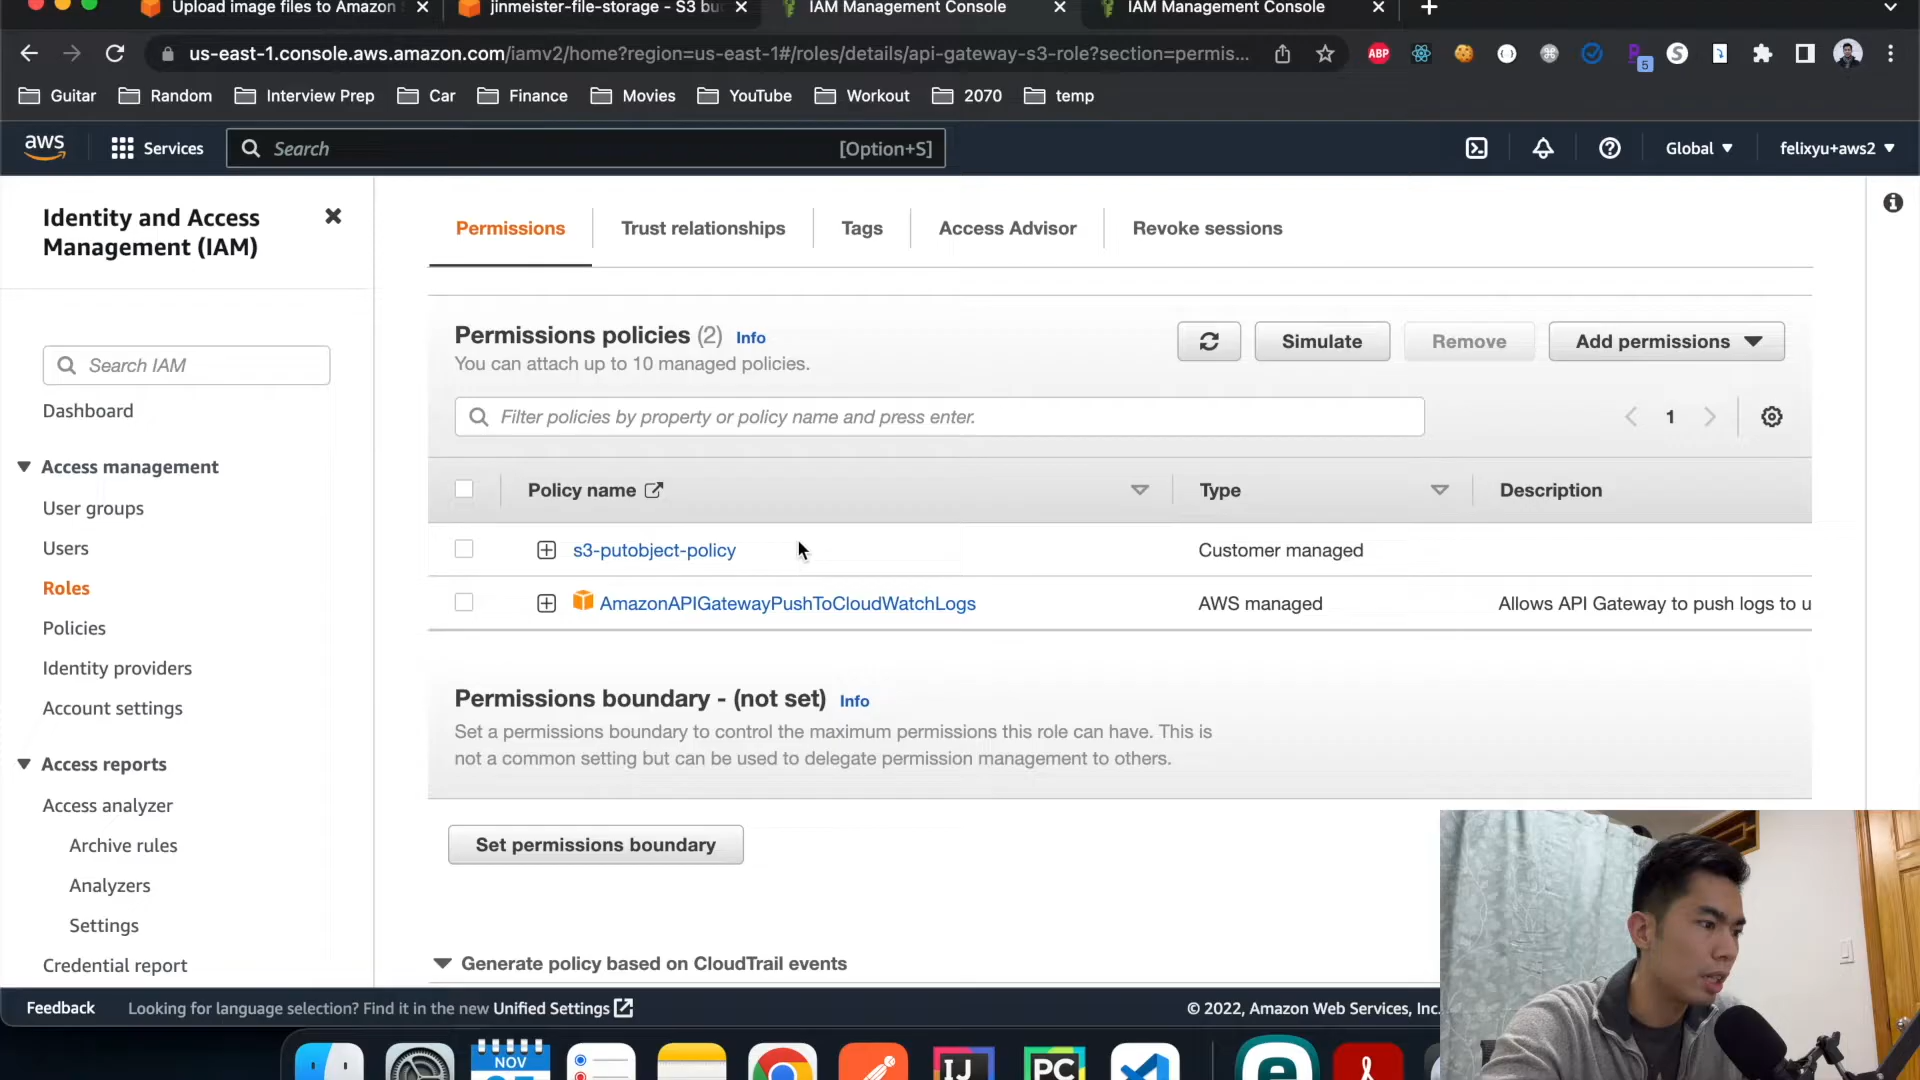 Upload image files to Amazon
jinmeister-file-storage - S3 bu
IAM Management Console
IAM Management Console
us-east-1.console.aws.amazon.com/iamv2/home?region=us-east-1#/roles/details/api-gateway-s3-role?section=permis...
ABP
5
Guitar
Random
Interview Prep
Car
Finance
Movies
YouTube
Workout
2070
temp
aws
Services
Search
[Option+S]
Global
felixyu+aws2
Identity and Access
Management (IAM)
Search IAM
Dashboard
Access management
User groups
Users
Roles
Policies
Identity providers
Account settings
Access reports
Access analyzer
Archive rules
Analyzers
Settings
Credential report
Permissions
Trust relationships
Tags
Access Advisor
Revoke sessions
Permissions policies (2) Info
You can attach up to 10 managed policies.
Simulate
Remove
Add permissions
Filter policies by property or policy name and press enter.
1
Policy name
Type
Description
s3-putobject-policy
Customer managed
AmazonAPIGatewayPushToCloudWatchLogs
AWS managed
Allows API Gateway to push logs to u
Permissions boundary - (not set) Info
Set a permissions boundary to control the maximum permissions this role can have. This is
not a common setting but can be used to delegate permission management to others.
Set permissions boundary
Generate policy based on CloudTrail events
Feedback
Looking for language selection? Find it in the new Unified Settings
© 2022, Amazon Web Services, Inc.
NOV
IJ
PC